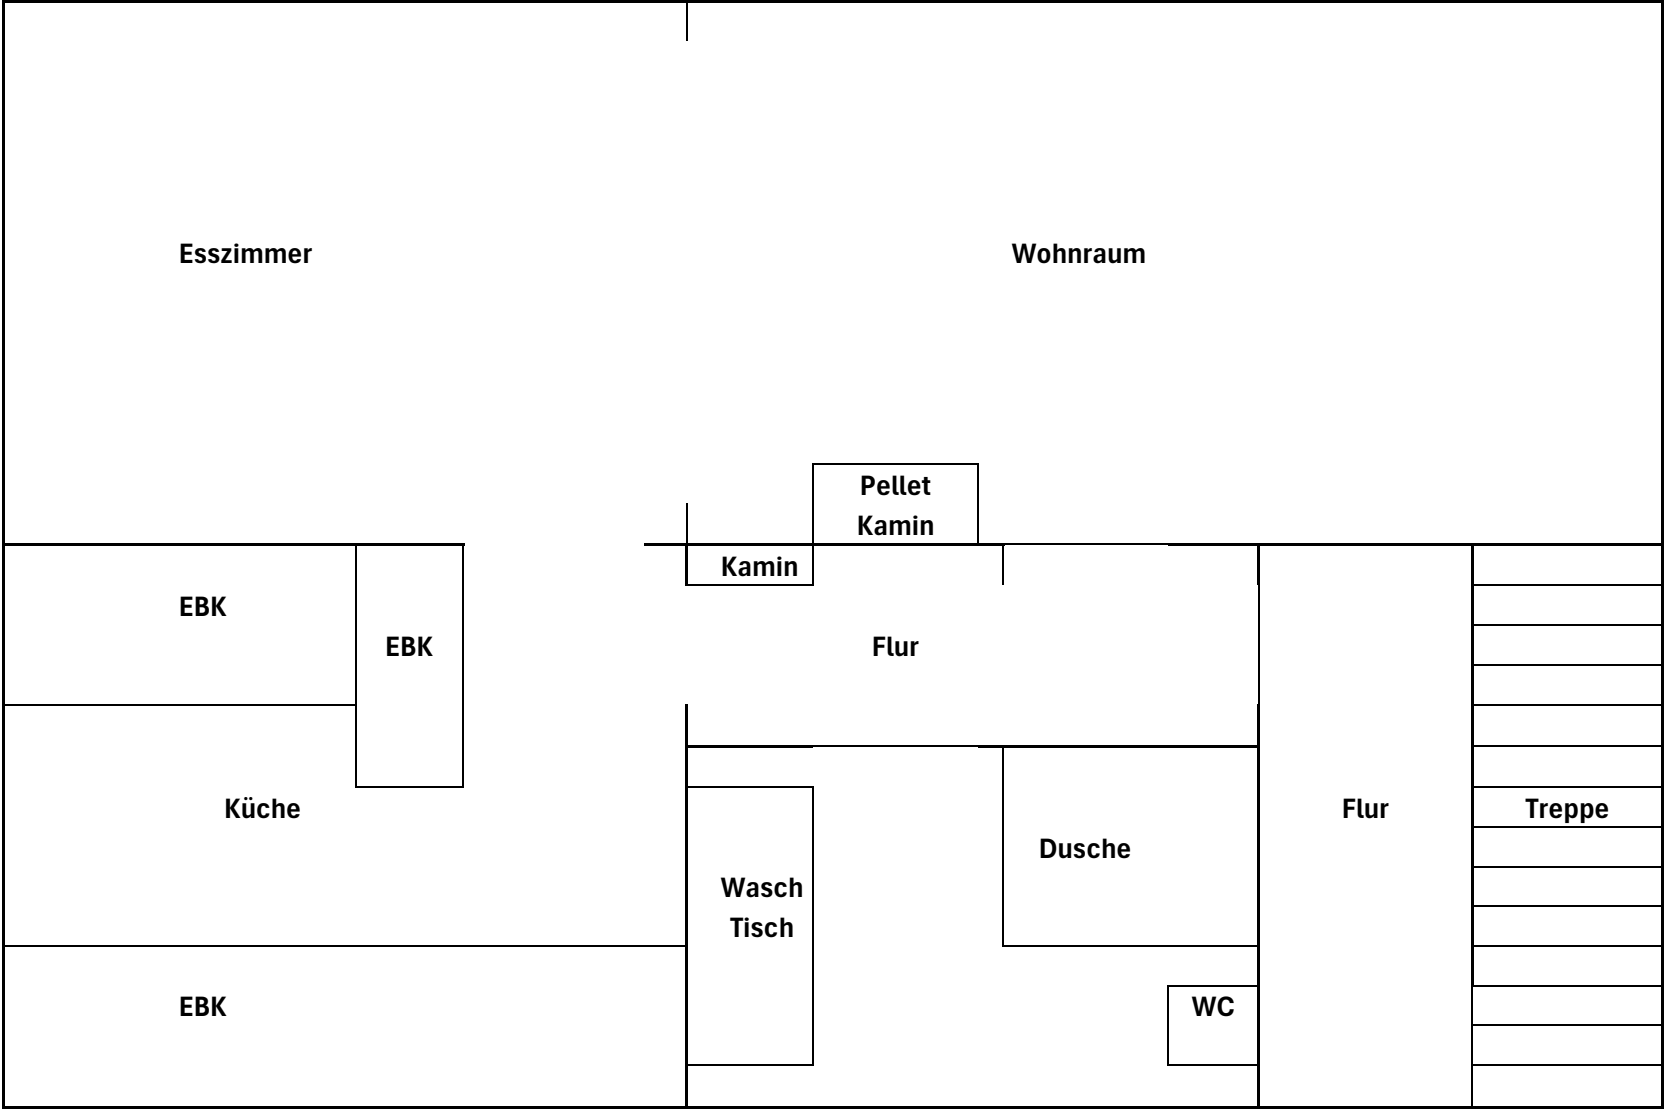 Esszimmer
Wohnraum
Pellet
Kamin
Kamin
EBK
EBK
Flur
Küche
Flur
Treppe
Dusche
Wasch
Tisch
EBK
WC